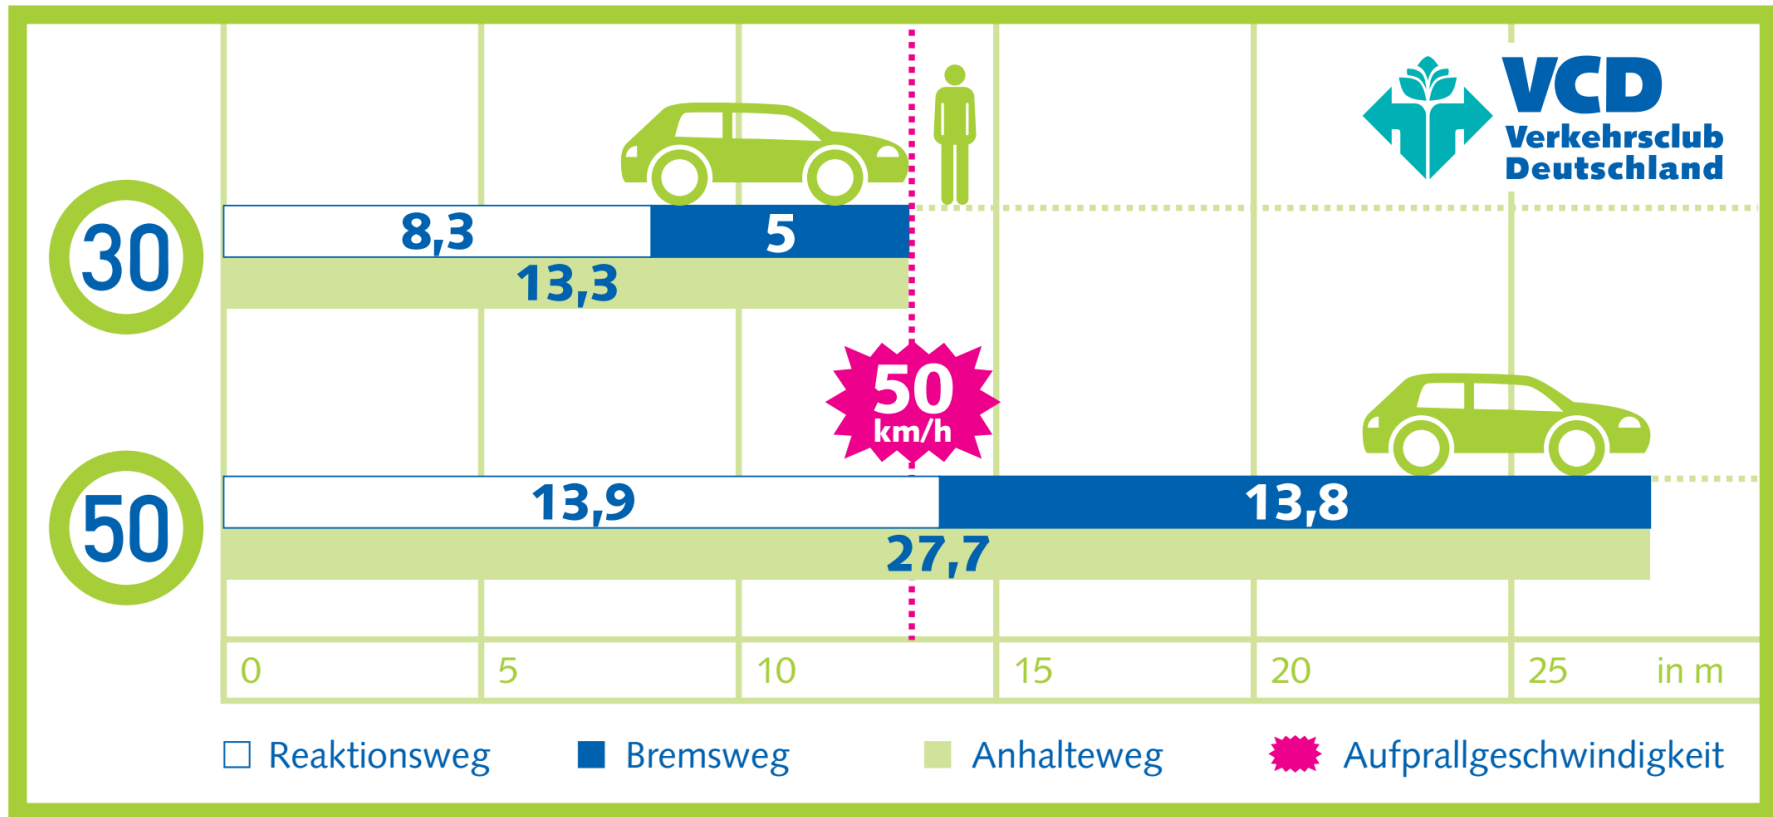 VCD
Verkehrsclub
Deutschland
30
8,3
5
13,3
50
km/h
50
13,9
13,8
27,7
0 5 10 15 20 25 in m
Reaktionsweg Bremsweg Anhalteweg Aufprallgeschwindigkeit